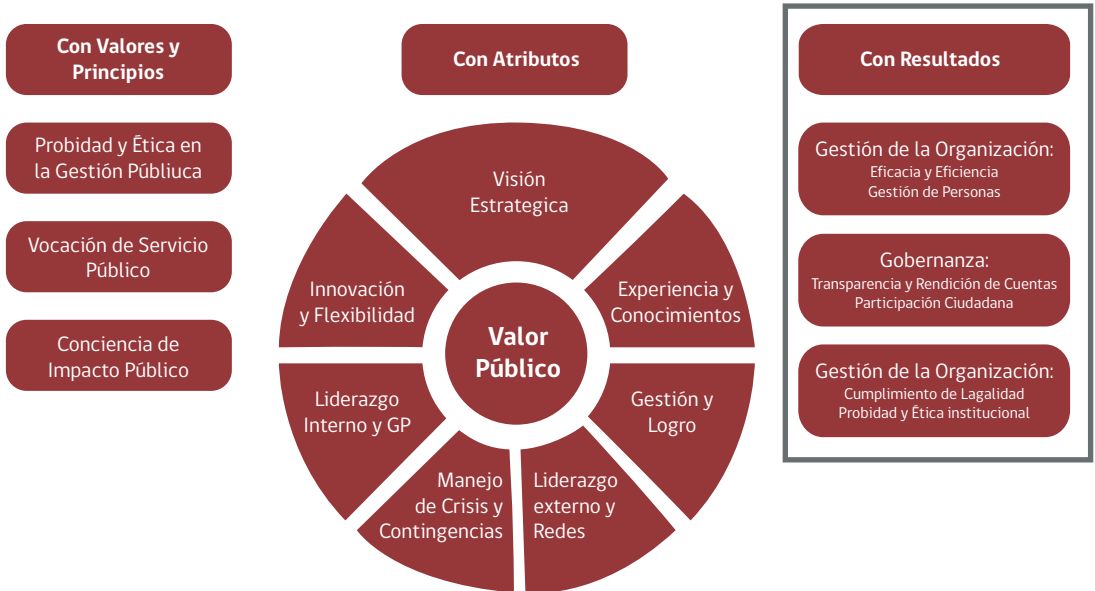 Con Valores y
Principios
Probidad y Ética en
la Gestión Públiuca
Vocación de Servicio
Público
Conciencia de
Impacto Público
Con Atributos
Visión
Estrategica
Innovación
y Flexibilidad
Experiencia y
Conocimientos
Valor
Público
Liderazgo
Interno y GP
Gestión y
Logro
Manejo
de Crisis y
Contingencias
Liderazgo
externo y
Redes
Con Resultados
Gestión de la Organización:
Eficacia y Eficiencia
Gestión de Personas
Gobernanza:
Transparencia y Rendición de Cuentas
Participación Ciudadana
Gestión de la Organización:
Cumplimiento de Lagalidad
Probidad y Ética institucional